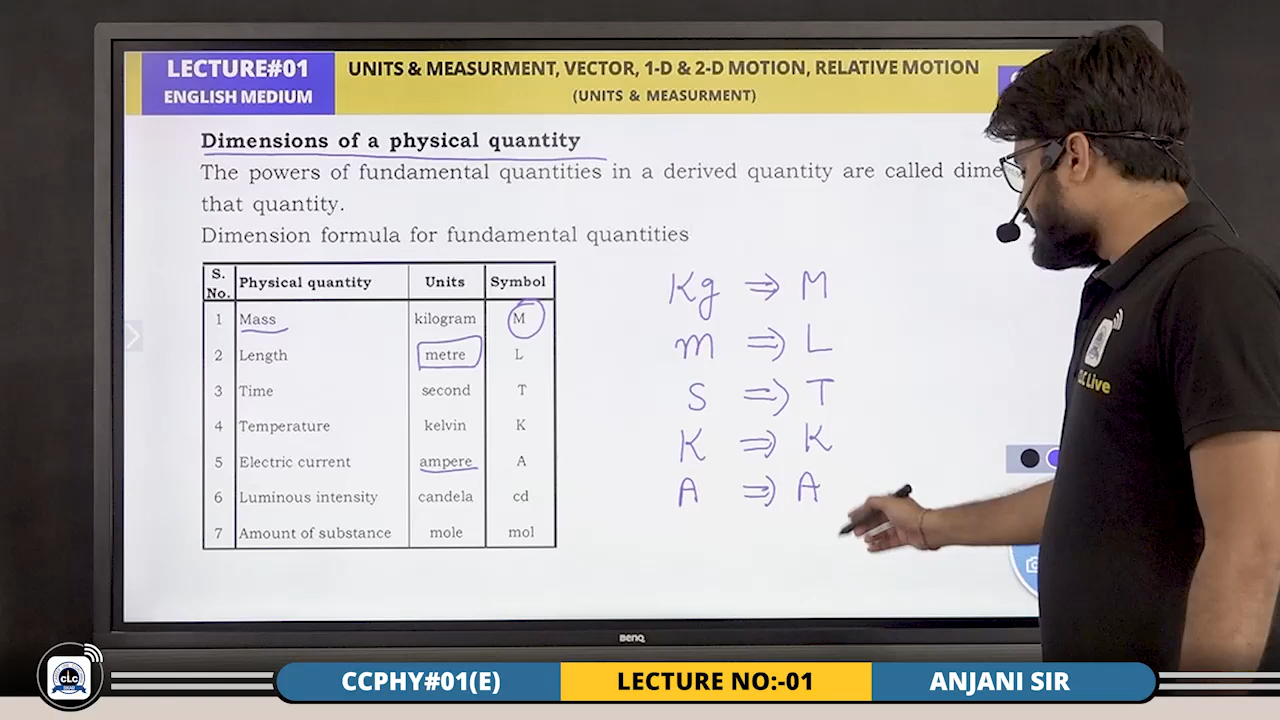 LECTURE#01
ENGLISH MEDIUM
UNITS & MEASURMENT, VECTOR, 1-D & 2-D MOTION, RELATIVE MOTION
(UNITS & MEASURMENT)
Dimensions of a physical quantity
The powers of fundamental quantities in a derived quantity are called dime
that quantity.
Dimension formula for fundamental quantities
S. No. Physical quantity Units Symbol
1 Mass kilogram M
2 Length metre L
3 Time second T
4 Temperature kelvin K
5 Electric current ampere A
6 Luminous intensity candela cd
7 Amount of substance mole mol
Kg ⇒ M
m ⇒ L
S ⇒ T
K ⇒ K
A ⇒ A
Live
BenQ
CLC
CCPHY#01(E)
LECTURE NO:-01
ANJANI SIR